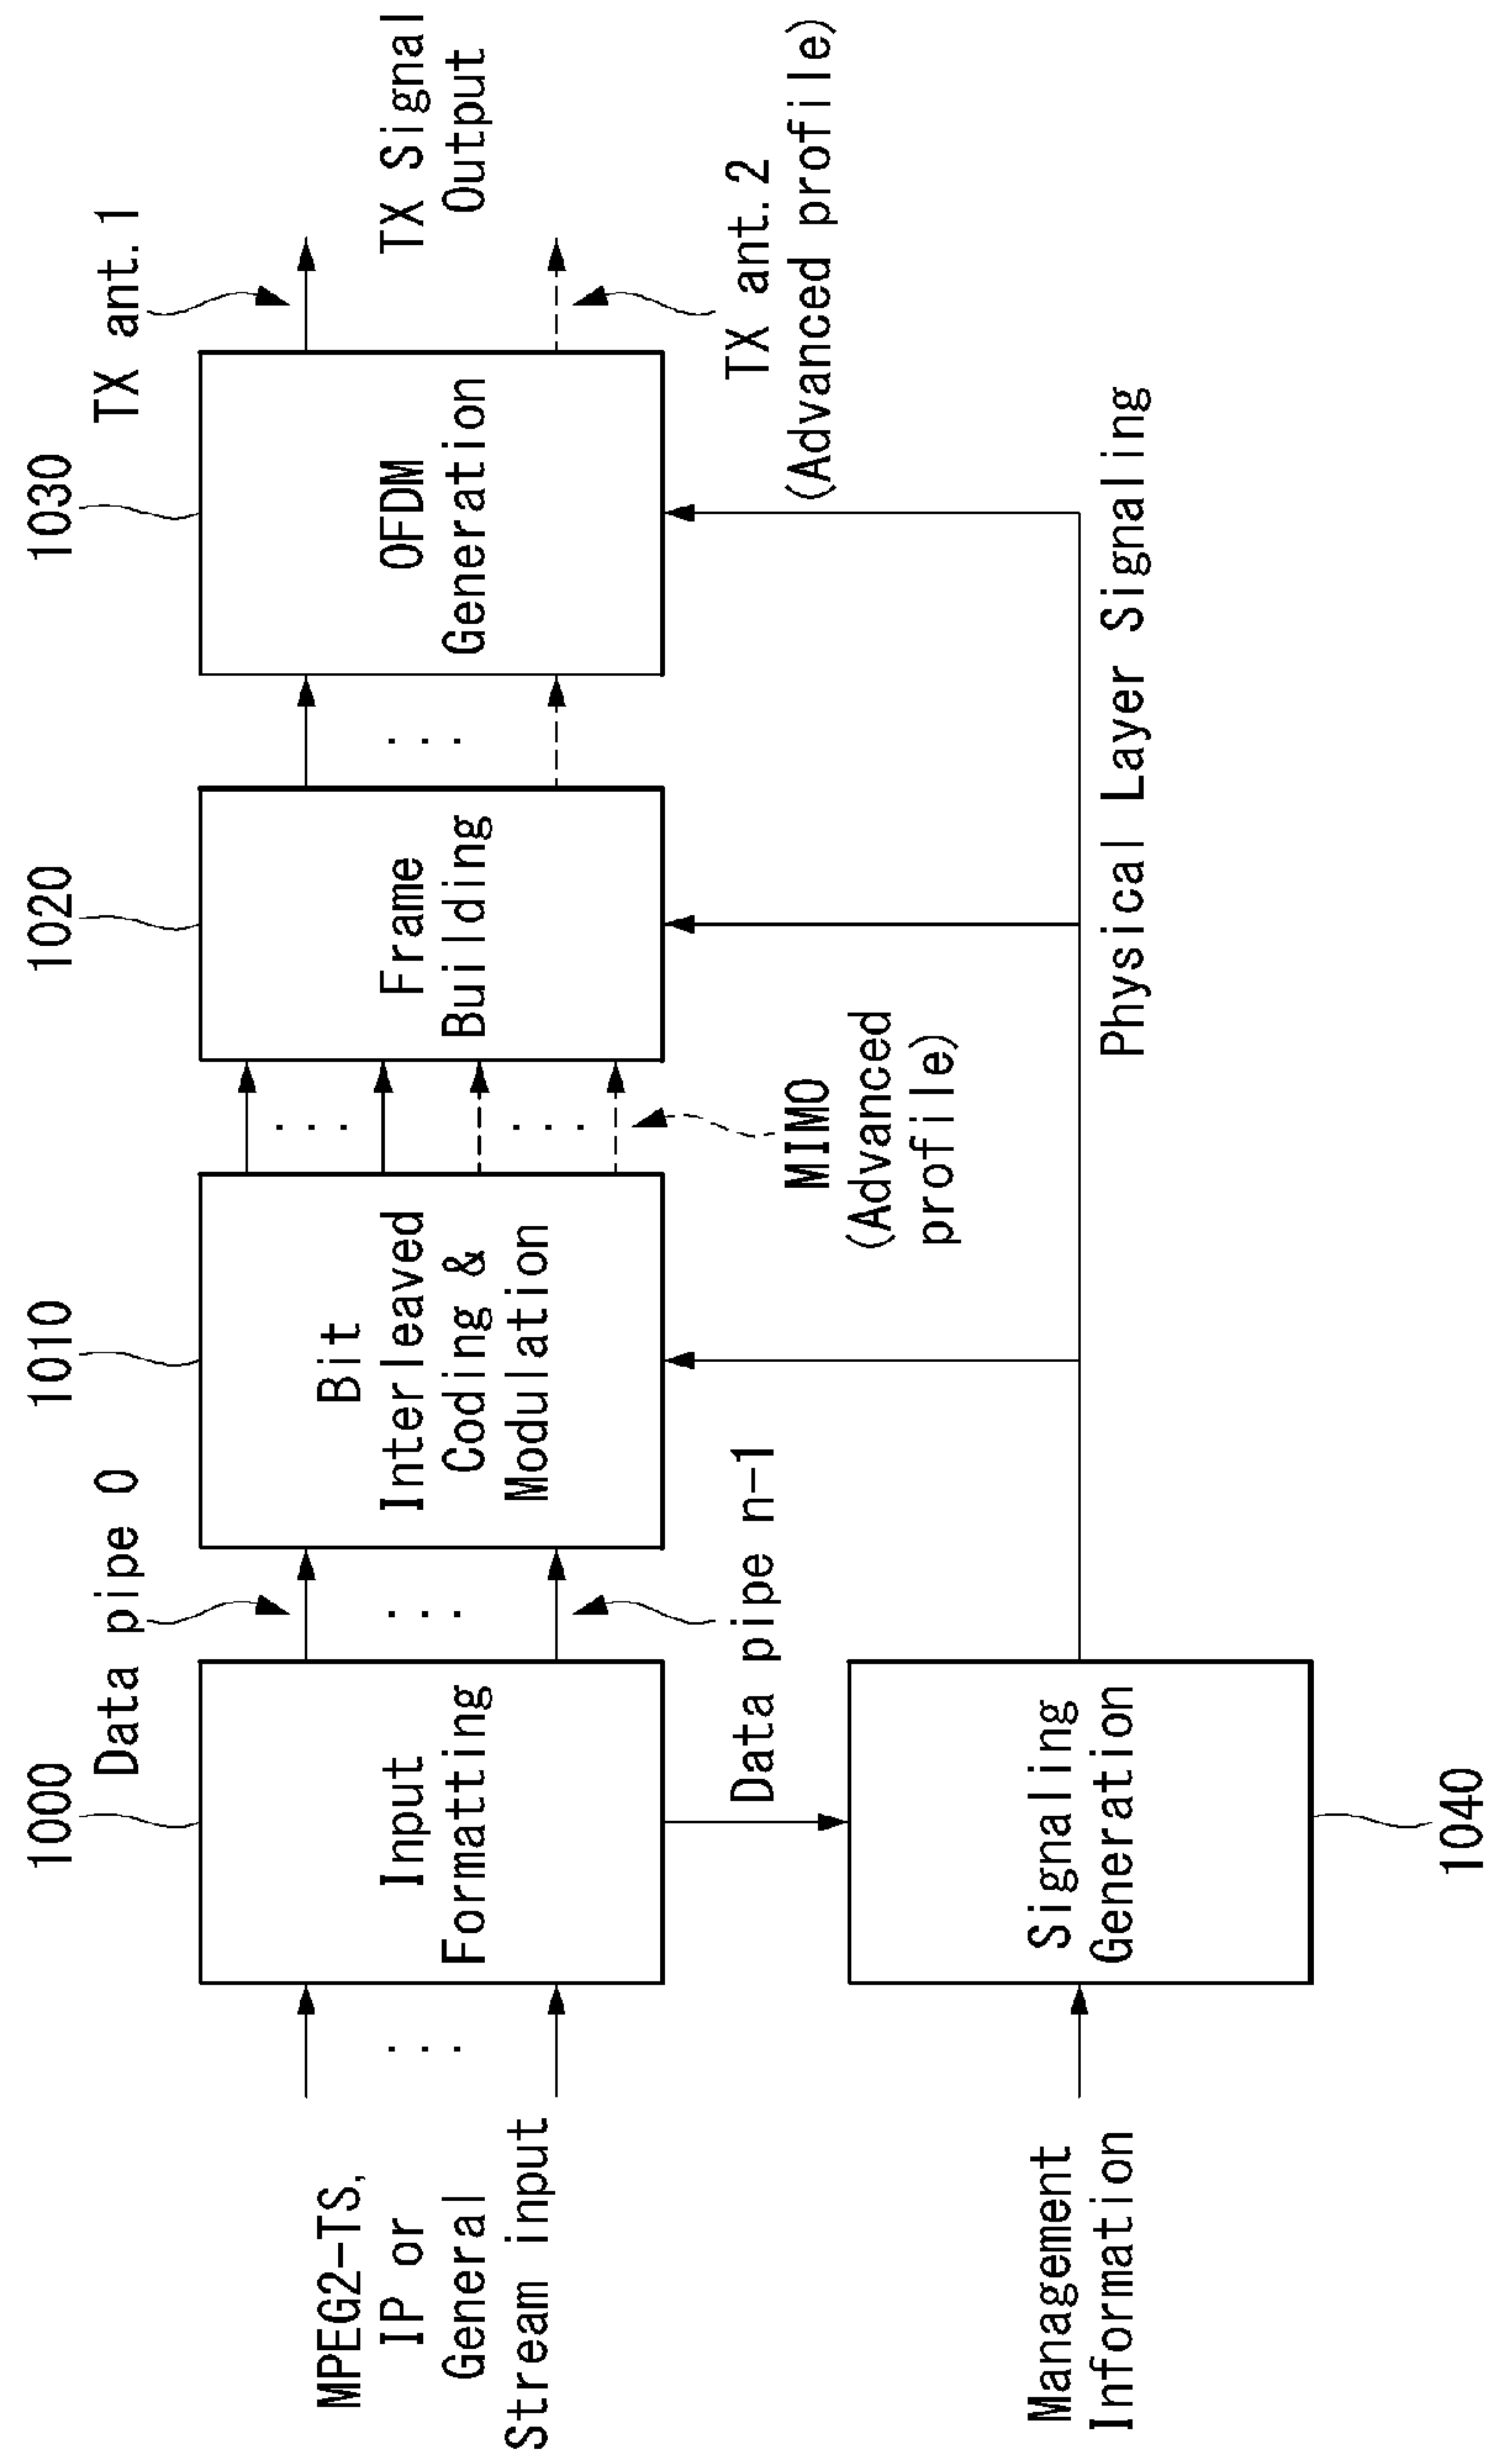 1000
1010
1020
1030
Data pipe 0
TX ant.1
MPEG2-TS,
IP or
General
Stream input
Input
Formatting
Bit
Interleaved
Coding &
Modulation
Frame
Building
OFDM
Generation
TX Signal
Output
Data pipe n-1
MIMO
(Advanced
profile)
TX ant.2
(Advanced profile)
Management
Information
Signaling
Generation
Physical Layer Signaling
1040